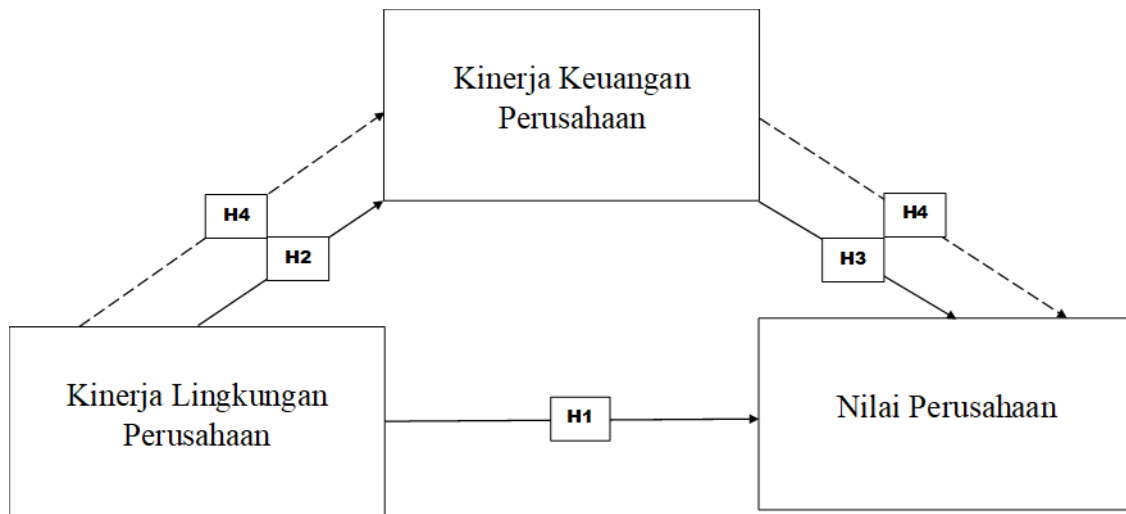 Kinerja Keuangan
Perusahaan
H4
H4
H2
H3
Kinerja Lingkungan
Perusahaan
H1
Nilai Perusahaan